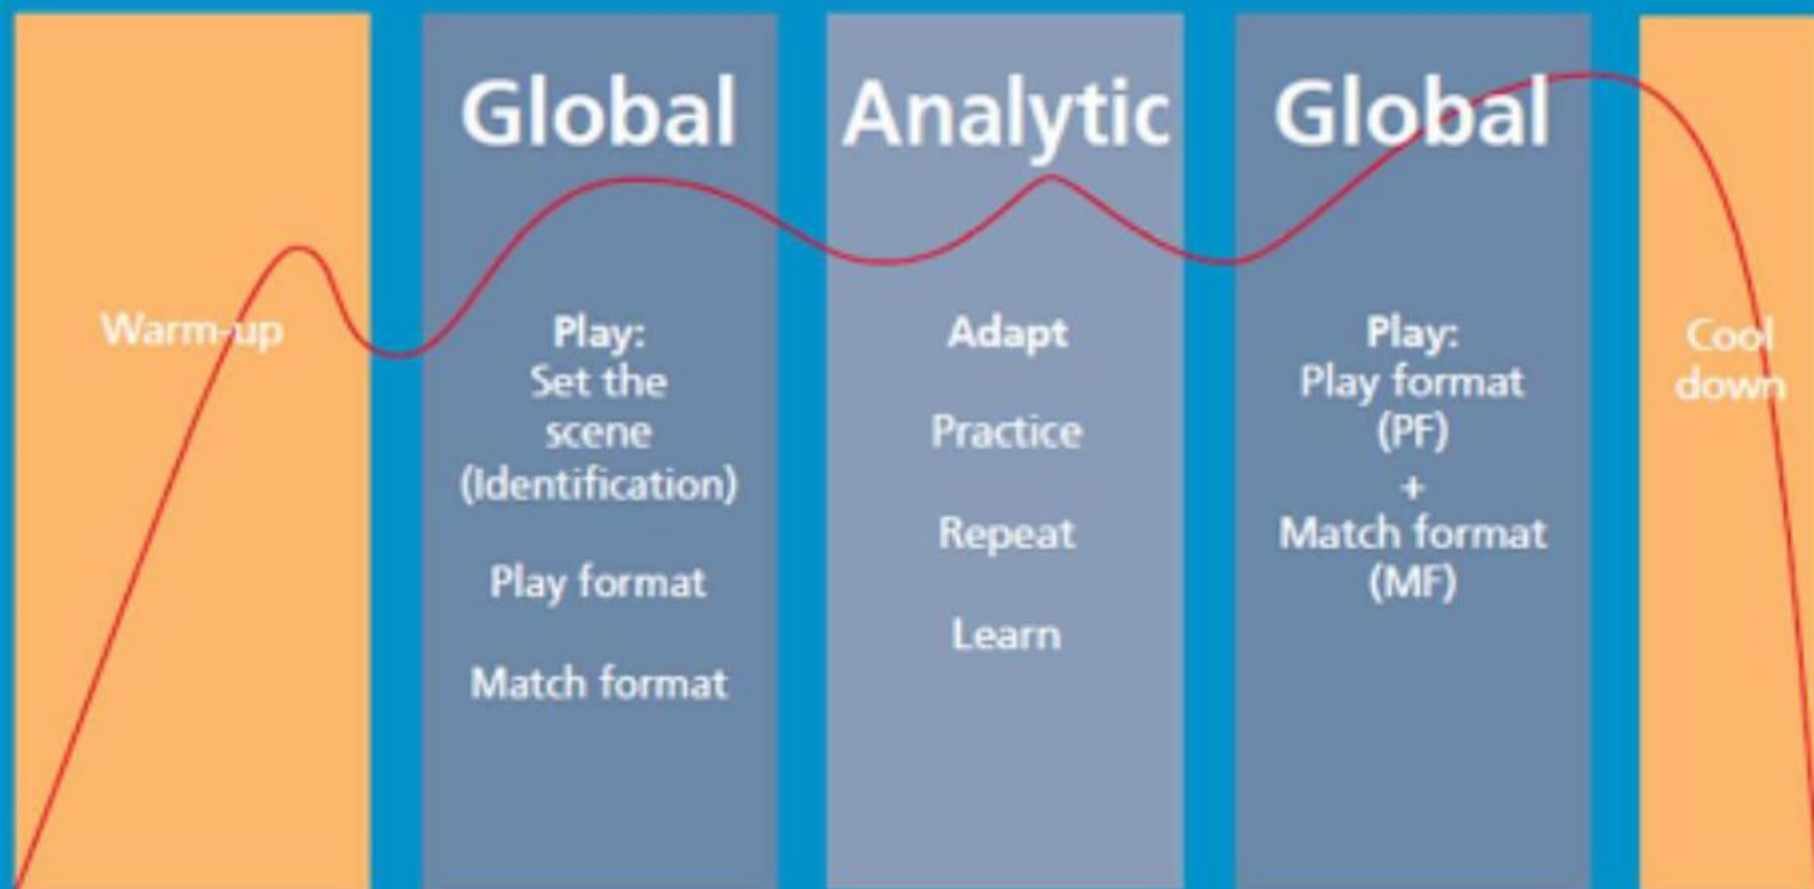 Warm-up
Global
Play:
Set the
scene
(Identification)
Play format
Match format
Analytic
Adapt
Practice
Repeat
Learn
Global
Play:
Play format
(PF)
+
Match format
(MF)
Cool
down